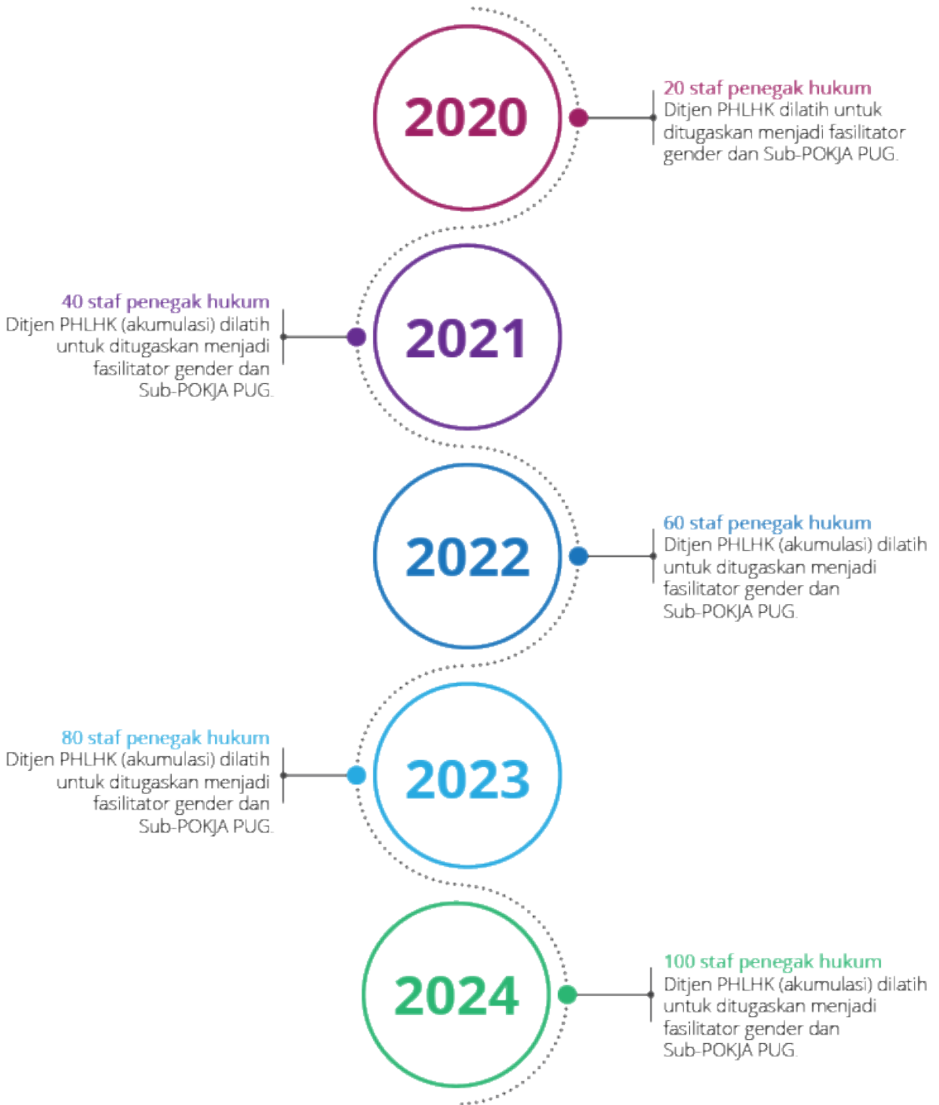 2020
20 staf penegak hukum
Ditjen PHLHK dilatih untuk
ditugaskan menjadi fasilitator
gender dan Sub-POKJA PUG.
2021
40 staf penegak hukum
Ditjen PHLHK (akumulasi) dilatih
untuk ditugaskan menjadi
fasilitator gender dan
Sub-POKJA PUG.
2022
60 staf penegak hukum
Ditjen PHLHK (akumulasi) dilatih
untuk ditugaskan menjadi
fasilitator gender dan
Sub-POKJA PUG.
2023
80 staf penegak hukum
Ditjen PHLHK (akumulasi) dilatih
untuk ditugaskan menjadi
fasilitator gender dan
Sub-POKJA PUG.
2024
100 staf penegak hukum
Ditjen PHLHK (akumulasi) dilatih
untuk ditugaskan menjadi
fasilitator gender dan
Sub-POKJA PUG.